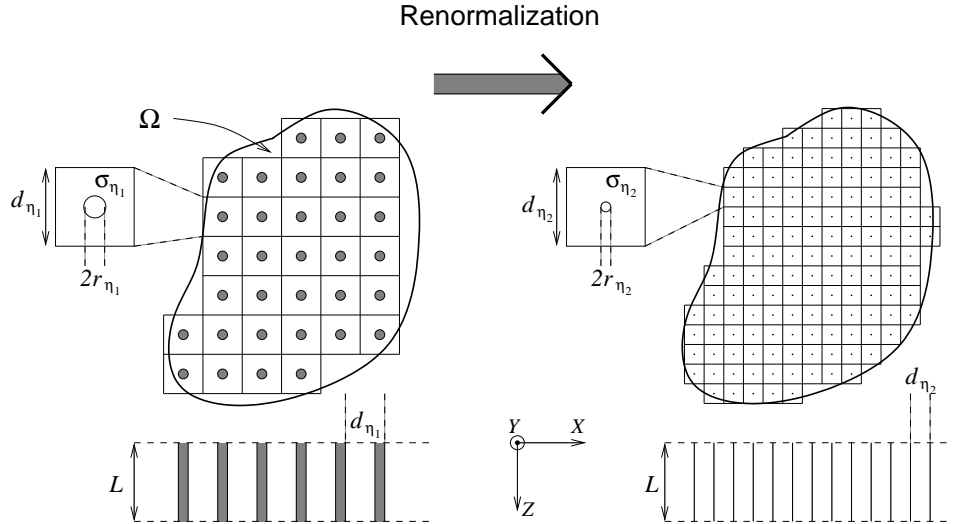 Renormalization
Ω
σ_η₁
d_η₁
2r_η₁
σ_η₂
d_η₂
2r_η₂
d_η₁
d_η₂
L
Y
X
Z
L